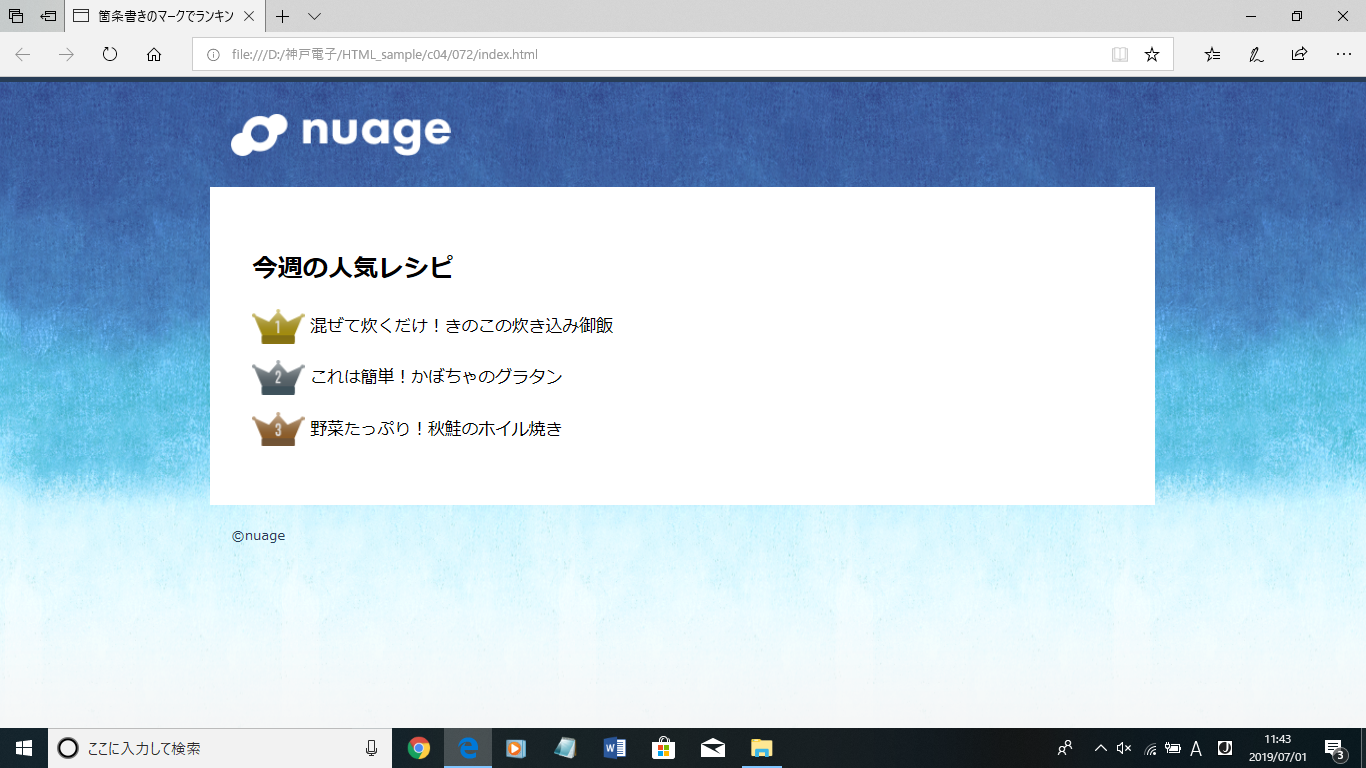 箇条書きのマークでランキン
file:///D:/神戸電子/HTML_sample/c04/072/index.html
nuage
今週の人気レシピ
1 混ぜて炊くだけ！きのこの炊き込み御飯
2 これは簡単！かぼちゃのグラタン
3 野菜たっぷり！秋鮭のホイル焼き
©nuage
ここに入力して検索
A
11:43
2019/07/01
3